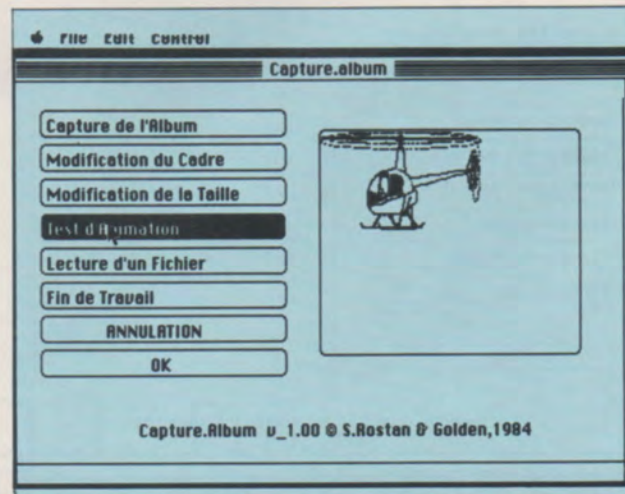 File Edit Control
Capture.album
Capture de l'Album
Modification du Cadre
Modification de la Taille
Test d'Animation
Lecture d'un Fichier
Fin de Travail
ANNULATION
OK
Capture.Album v_1.00 © S.Rostan & Golden,1984